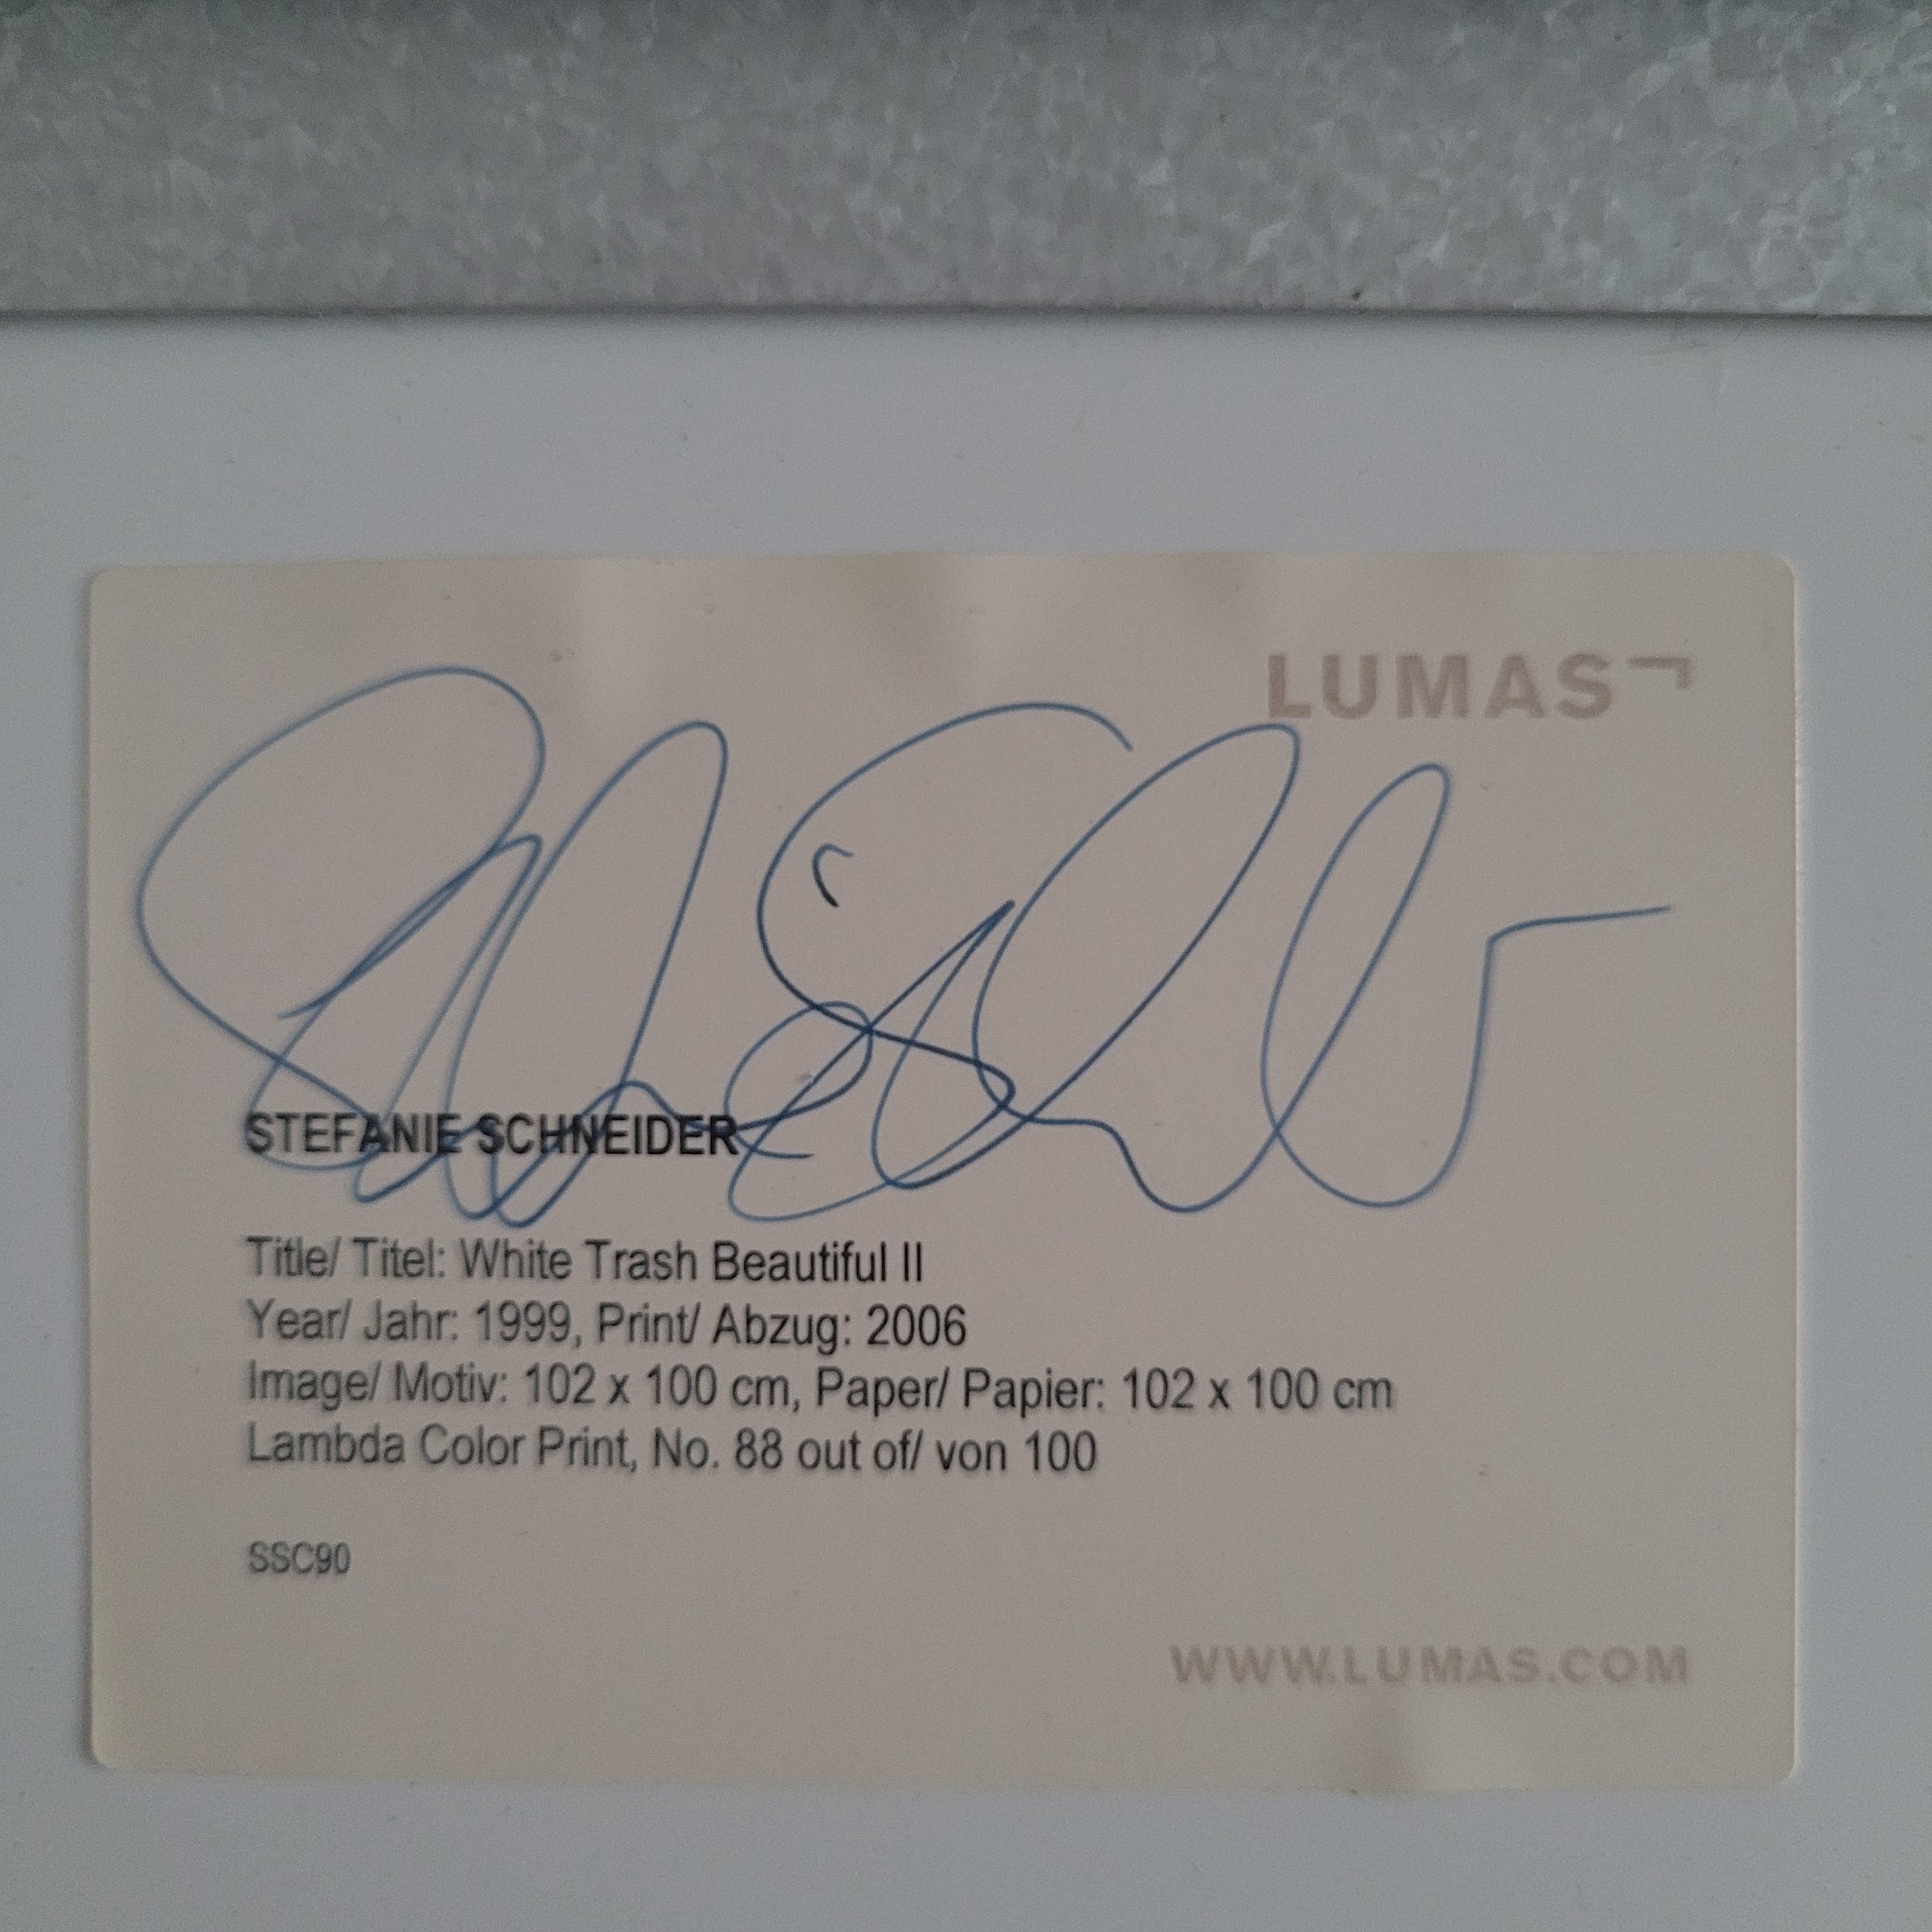 LUMAS
STEFANIE SCHNEIDER
Title/ Titel: White Trash Beautiful II
Year/ Jahr: 1999, Print/ Abzug: 2006
Image/ Motiv: 102 x 100 cm, Paper/ Papier: 102 x 100 cm
Lambda Color Print, No. 88 out of/ von 100
SSC90
WWW.LUMAS.COM